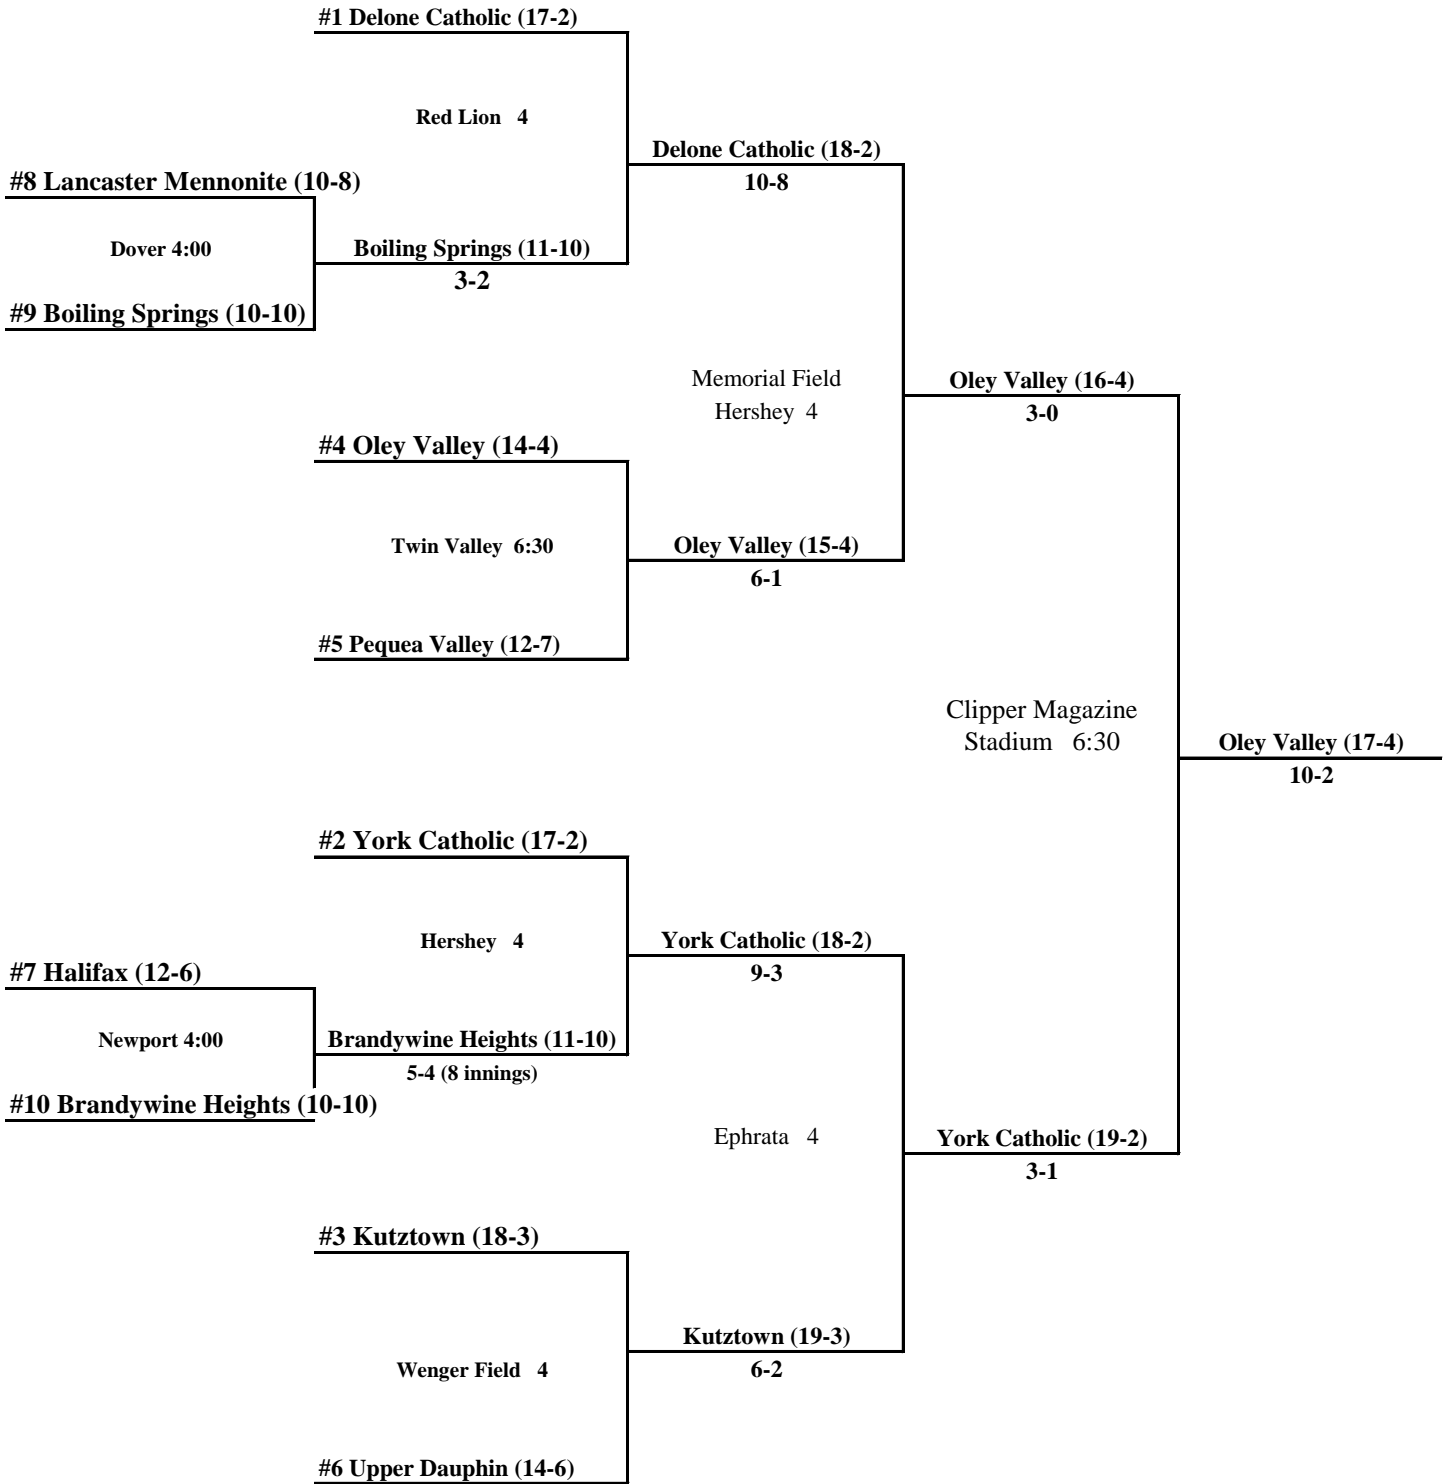 #1 Delone Catholic (17-2)
Red Lion 4
Delone Catholic (18-2)
10-8
#8 Lancaster Mennonite (10-8)
Dover 4:00
Boiling Springs (11-10)
3-2
#9 Boiling Springs (10-10)
Memorial Field
Hershey 4
Oley Valley (16-4)
3-0
#4 Oley Valley (14-4)
Twin Valley 6:30
Oley Valley (15-4)
6-1
#5 Pequea Valley (12-7)
Clipper Magazine
Stadium 6:30
Oley Valley (17-4)
10-2
#2 York Catholic (17-2)
Hershey 4
York Catholic (18-2)
9-3
#7 Halifax (12-6)
Newport 4:00
Brandywine Heights (11-10)
5-4 (8 innings)
#10 Brandywine Heights (10-10)
Ephrata 4
York Catholic (19-2)
3-1
#3 Kutztown (18-3)
Kutztown (19-3)
6-2
Wenger Field 4
#6 Upper Dauphin (14-6)